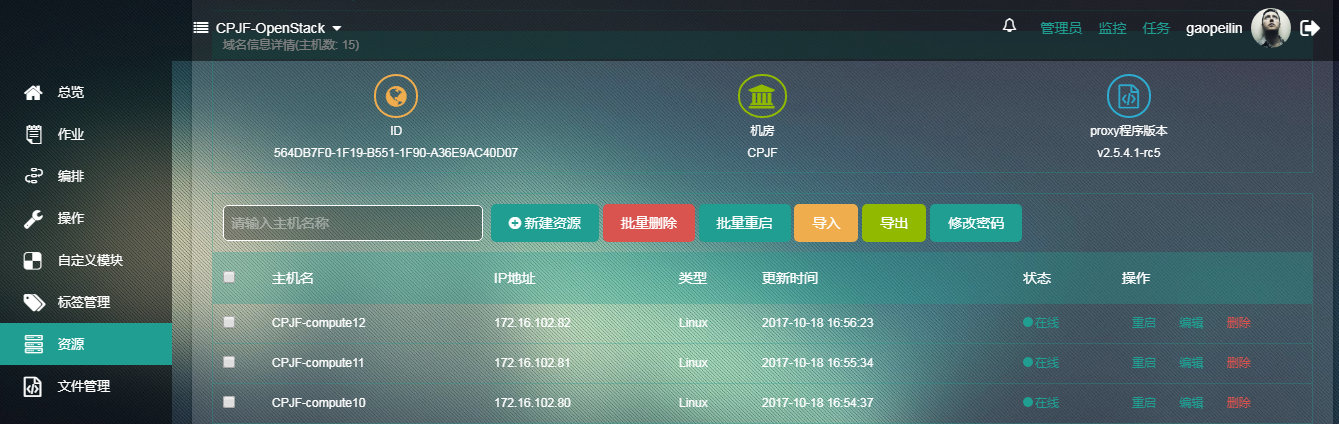 CPJF-OpenStack
管理员 监控 任务 gaopeilin
域名信息详情(主机数: 15)
总览
作业
编排
操作
自定义模块
标签管理
资源
文件管理
ID 机房 proxy程序版本
564DB7F0-1F19-B551-1F90-A36E9AC40D07 CPJF v2.5.4.1-rc5
请输入主机名称 新建资源 批量删除 批量重启 导入 导出 修改密码
主机名 IP地址 类型 更新时间 状态 操作
CPJF-compute12 172.16.102.82 Linux 2017-10-18 16:56:23 在线 重启 编辑 删除
CPJF-compute11 172.16.102.81 Linux 2017-10-18 16:55:34 在线 重启 编辑 删除
CPJF-compute10 172.16.102.80 Linux 2017-10-18 16:54:37 在线 重启 编辑 删除